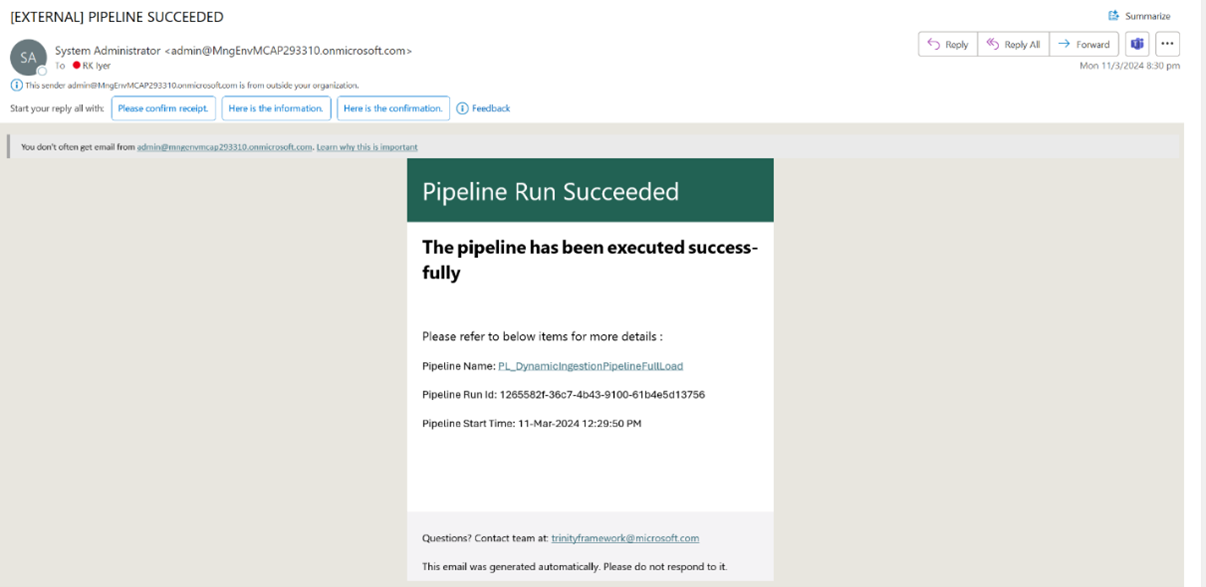 [EXTERNAL] PIPELINE SUCCEEDED
Summarize
SA
System Administrator <admin@MngEnvMCAP293310.onmicrosoft.com>
To RK Iyer
Reply
Reply All
Forward
Mon 11/3/2024 8:30 pm
This sender admin@MngEnvMCAP293310.onmicrosoft.com is from outside your organization.
Start your reply all with: Please confirm receipt. Here is the information. Here is the confirmation. Feedback
You don't often get email from admin@mngenvmcap293310.onmicrosoft.com. Learn why this is important
Pipeline Run Succeeded
The pipeline has been executed success-
fully
Please refer to below items for more details :
Pipeline Name: PL_DynamicIngestionPipelineFullLoad
Pipeline Run Id: 1265582f-36c7-4b43-9100-61b4e5d13756
Pipeline Start Time: 11-Mar-2024 12:29:50 PM
Questions? Contact team at: trinityframework@microsoft.com
This email was generated automatically. Please do not respond to it.